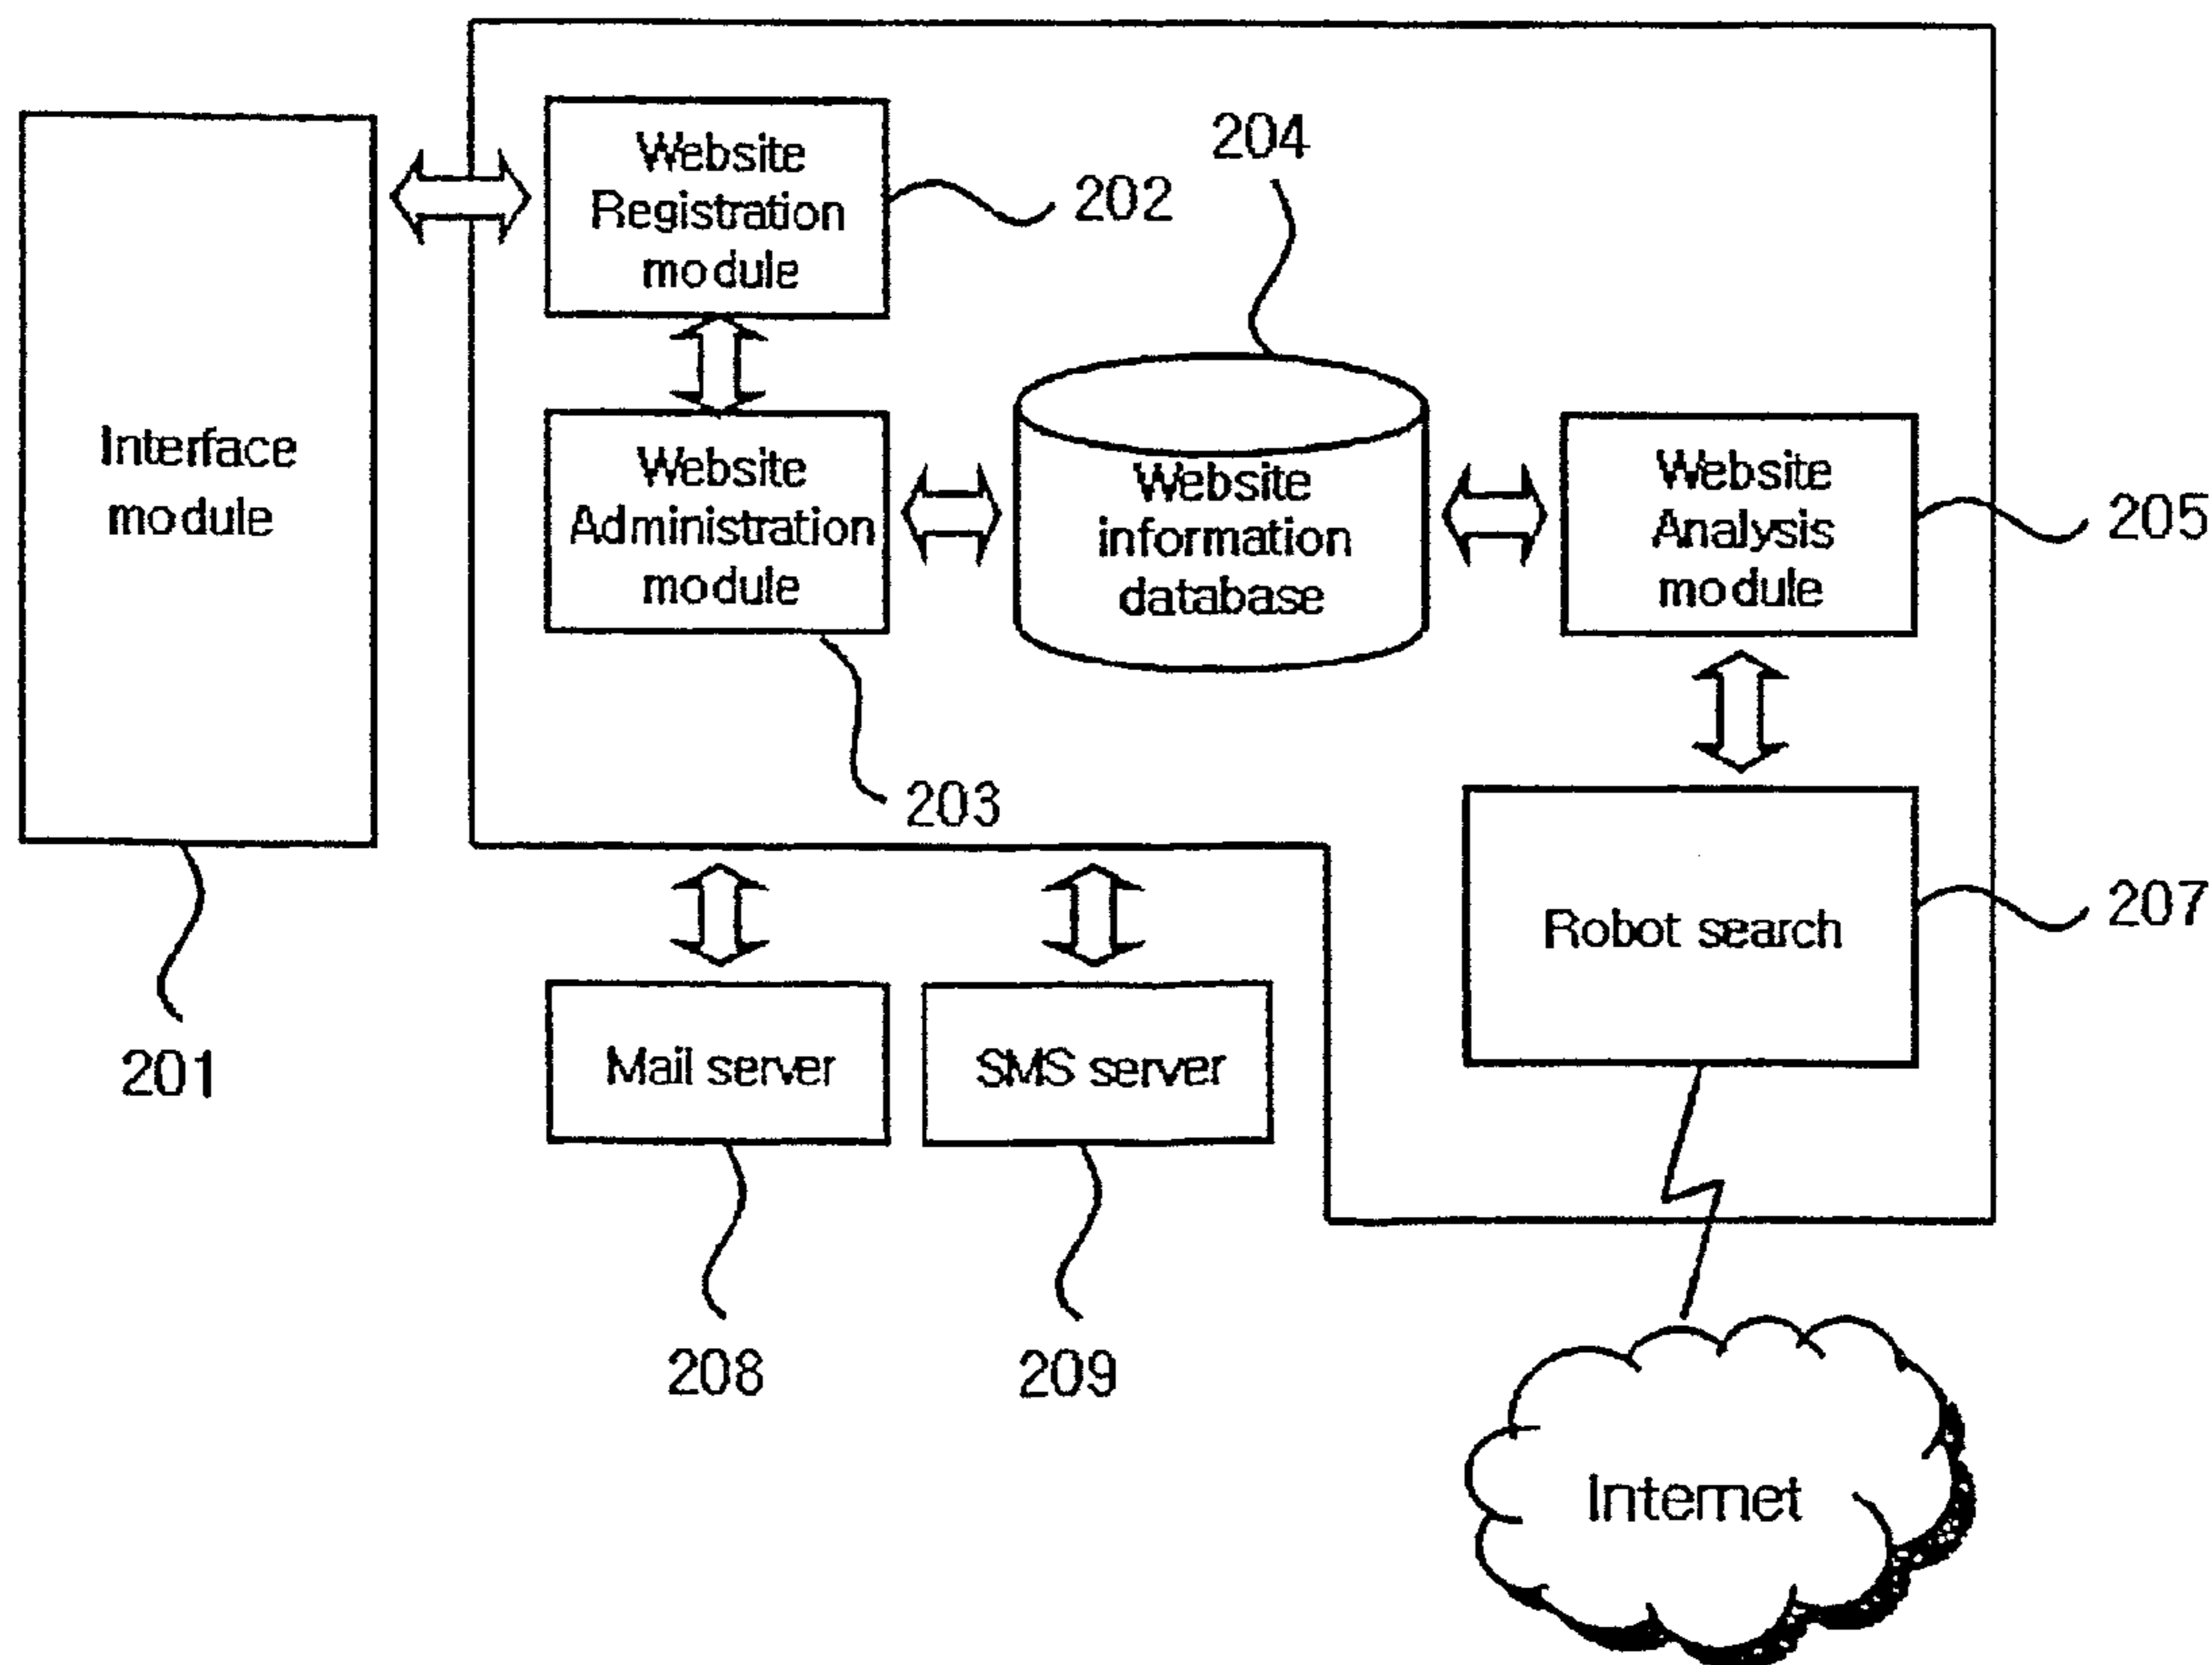 Interface
module
201
Website
Registration
module
202
Website
Administration
module
203
204
Website
information
database
Website
Analysis
module
205
Robot search
207
Mail server
208
SMS server
209
Internet